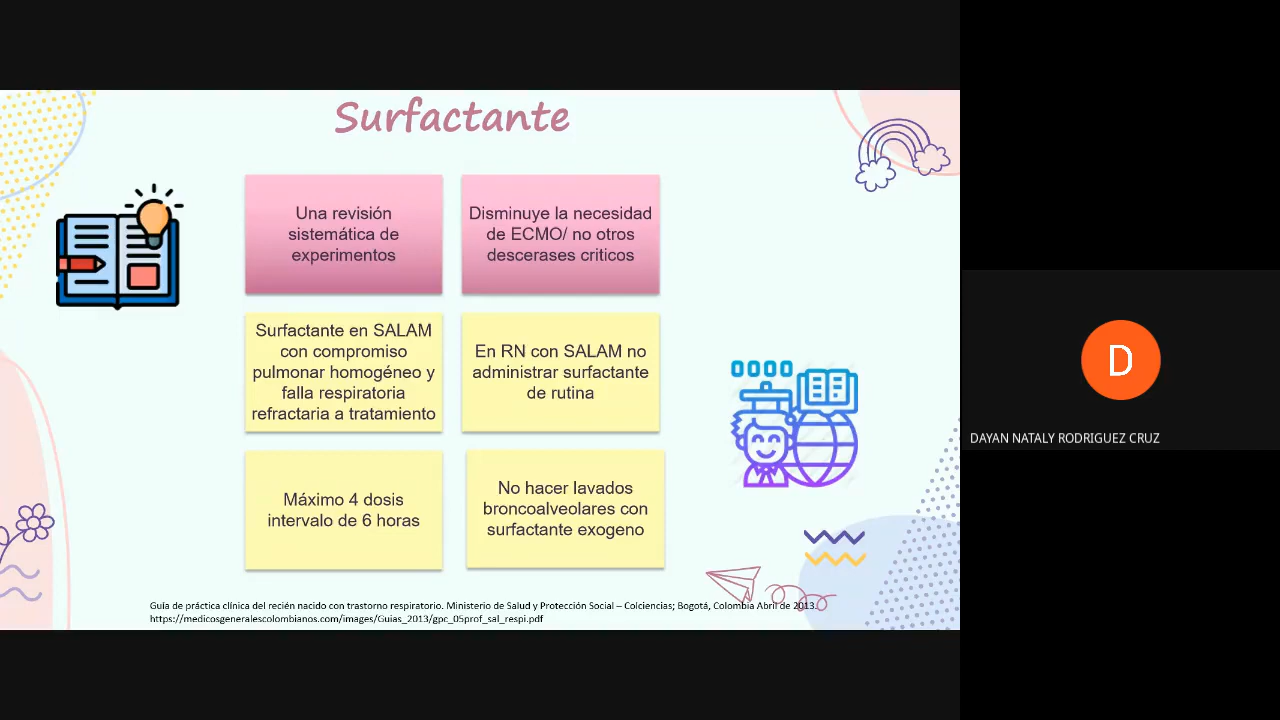 Surfactante
Una revisión
sistemática de
experimentos
Disminuye la necesidad
de ECMO/ no otros
descerases criticos
Surfactante en SALAM
con compromiso
pulmonar homogéneo y
falla respiratoria
refractaria a tratamiento
En RN con SALAM no
administrar surfactante
de rutina
Máximo 4 dosis
intervalo de 6 horas
No hacer lavados
broncoalveolares con
surfactante exogeno
Guía de práctica clínica del recién nacido con trastorno respiratorio. Ministerio de Salud y Protección Social – Colciencias; Bogotá, Colombia Abril de 2013.
https://medicosgeneralescolombianos.com/images/Guias_2013/gpc_05prof_sal_respi.pdf
D
DAYAN NATALY RODRIGUEZ CRUZ